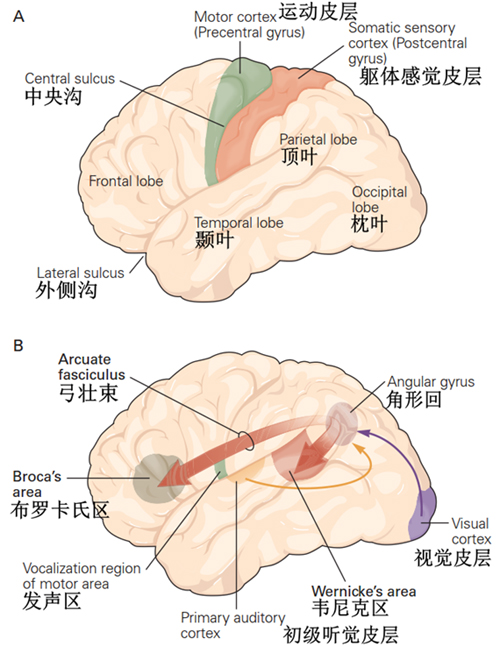 A
Motor cortex 运动皮层
(Precentral gyrus)
Somatic sensory
cortex (Postcentral
gyrus)
躯体感觉皮层
Central sulcus
中央沟
Parietal lobe
顶叶
Frontal lobe
Occipital
lobe
枕叶
Temporal lobe
颞叶
Lateral sulcus
外侧沟
B
Arcuate
fasciculus
弓壮束
Angular gyrus
角形回
Broca's
area
布罗卡氏区
Visual
cortex
视觉皮层
Vocalization region
of motor area
发声区
Wernicke's area
韦尼克区
Primary auditory
cortex
初级听觉皮层